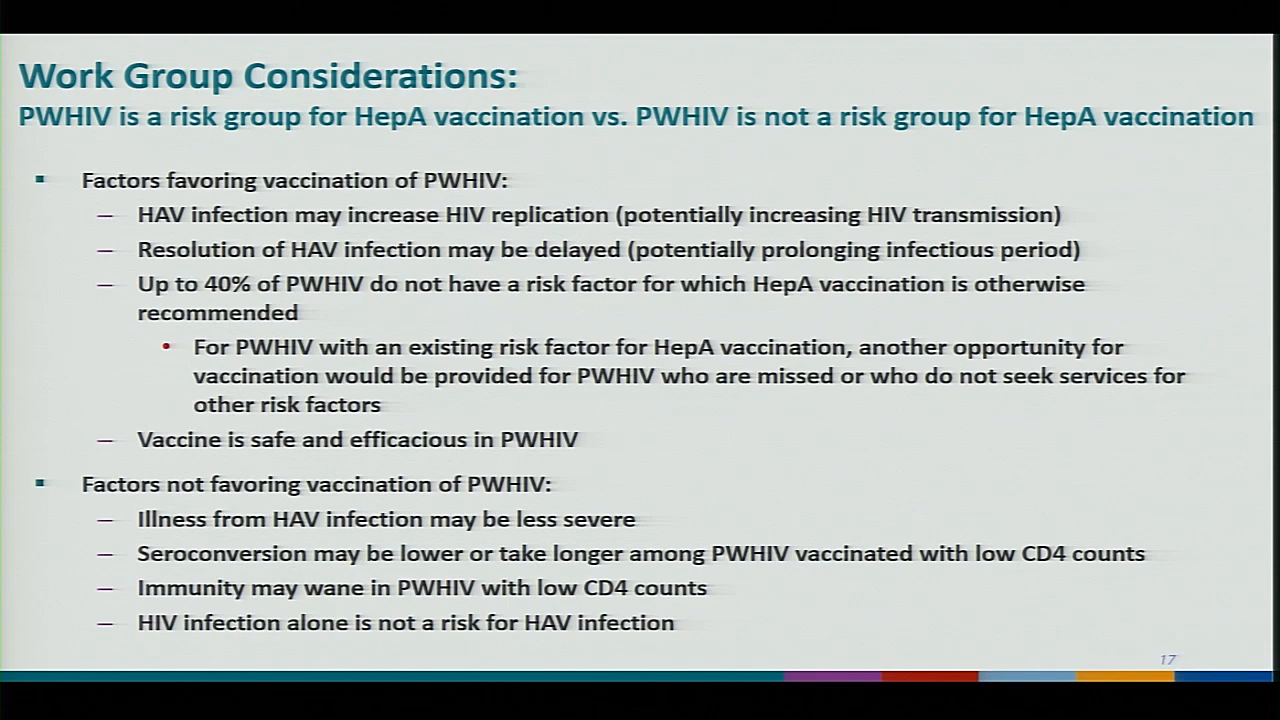 Work Group Considerations:
PWHIV is a risk group for HepA vaccination vs. PWHIV is not a risk group for HepA vaccination
▪ Factors favoring vaccination of PWHIV:
– HAV infection may increase HIV replication (potentially increasing HIV transmission)
– Resolution of HAV infection may be delayed (potentially prolonging infectious period)
– Up to 40% of PWHIV do not have a risk factor for which HepA vaccination is otherwise
recommended
• For PWHIV with an existing risk factor for HepA vaccination, another opportunity for
vaccination would be provided for PWHIV who are missed or who do not seek services for
other risk factors
– Vaccine is safe and efficacious in PWHIV
▪ Factors not favoring vaccination of PWHIV:
– Illness from HAV infection may be less severe
– Seroconversion may be lower or take longer among PWHIV vaccinated with low CD4 counts
– Immunity may wane in PWHIV with low CD4 counts
– HIV infection alone is not a risk for HAV infection
17